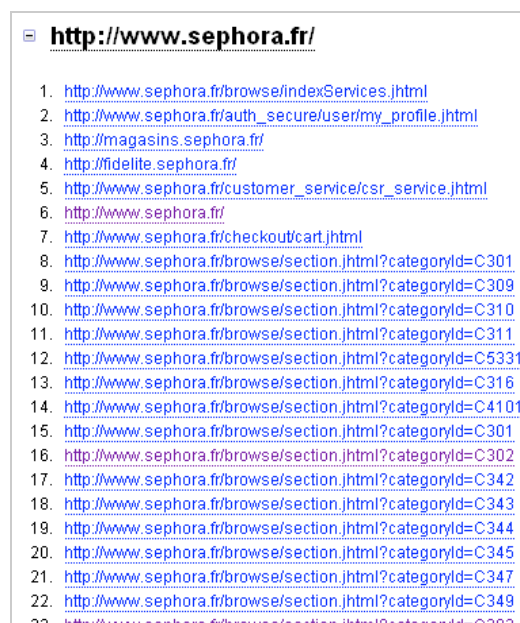 http://www.sephora.fr/
1. http://www.sephora.fr/browse/indexServices.jhtml
2. http://www.sephora.fr/auth_secure/user/my_profile.jhtml
3. http://magasins.sephora.fr/
4. http://fidelite.sephora.fr/
5. http://www.sephora.fr/customer_service/csr_service.jhtml
6. http://www.sephora.fr/
7. http://www.sephora.fr/checkout/cart.jhtml
8. http://www.sephora.fr/browse/section.jhtml?categoryId=C301
9. http://www.sephora.fr/browse/section.jhtml?categoryId=C309
10. http://www.sephora.fr/browse/section.jhtml?categoryId=C310
11. http://www.sephora.fr/browse/section.jhtml?categoryId=C311
12. http://www.sephora.fr/browse/section.jhtml?categoryId=C5331
13. http://www.sephora.fr/browse/section.jhtml?categoryId=C316
14. http://www.sephora.fr/browse/section.jhtml?categoryId=C4101
15. http://www.sephora.fr/browse/section.jhtml?categoryId=C301
16. http://www.sephora.fr/browse/section.jhtml?categoryId=C302
17. http://www.sephora.fr/browse/section.jhtml?categoryId=C342
18. http://www.sephora.fr/browse/section.jhtml?categoryId=C343
19. http://www.sephora.fr/browse/section.jhtml?categoryId=C344
20. http://www.sephora.fr/browse/section.jhtml?categoryId=C345
21. http://www.sephora.fr/browse/section.jhtml?categoryId=C347
22. http://www.sephora.fr/browse/section.jhtml?categoryId=C349